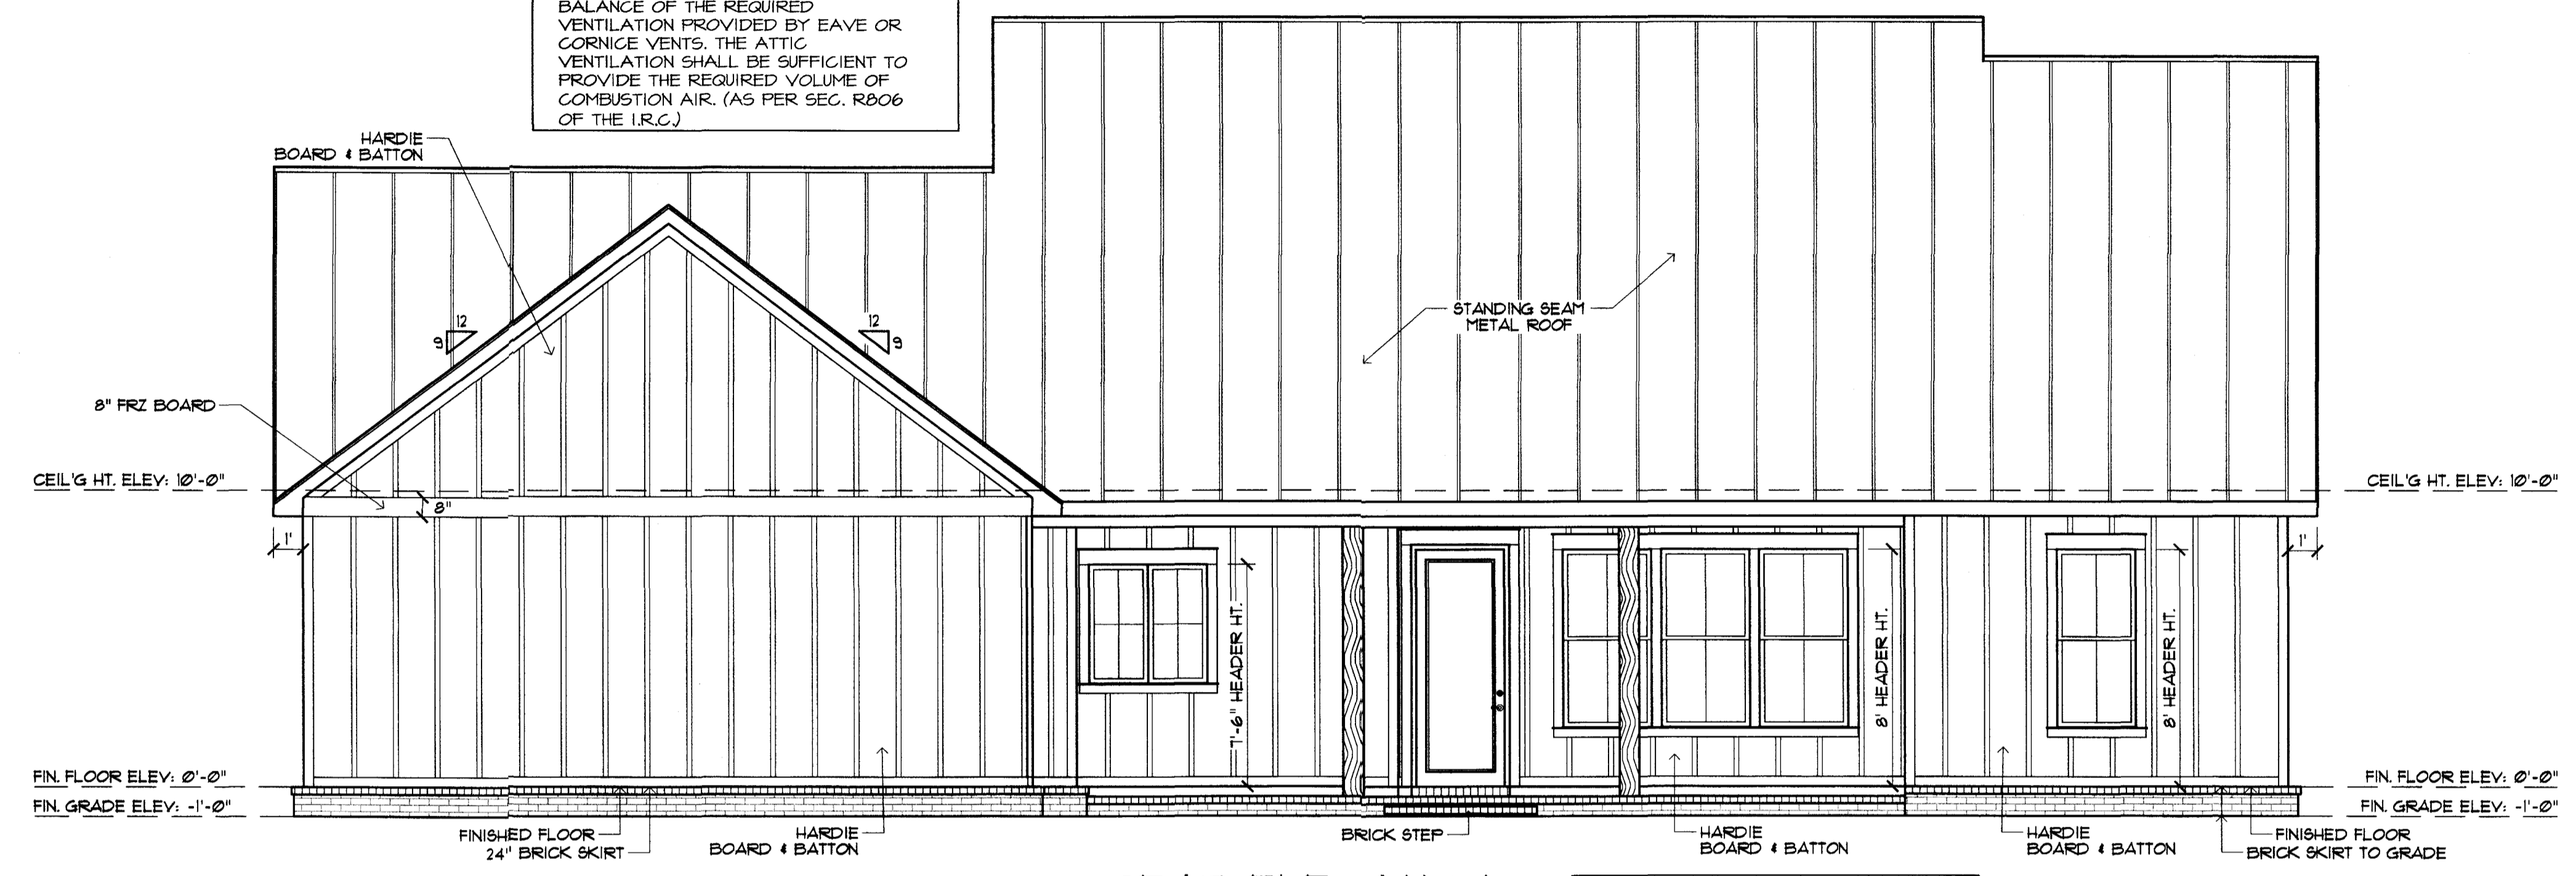 BALANCE OF THE REQUIRED
VENTILATION PROVIDED BY EAVE OR
CORNICE VENTS. THE ATTIC
VENTILATION SHALL BE SUFFICIENT TO
PROVIDE THE REQUIRED VOLUME OF
COMBUSTION AIR. (AS PER SEC. R806
OF THE I.R.C.)
HARDIE
BOARD & BATTON
12
9
12
9
STANDING SEAM
METAL ROOF
8" FRZ BOARD
CEIL'G HT. ELEV: 10'-0"
CEIL'G HT. ELEV: 10'-0"
8"
1'
1'
7'-6" HEADER HT.
8' HEADER HT.
8' HEADER HT.
FIN. FLOOR ELEV: 0'-0"
FIN. FLOOR ELEV: 0'-0"
FIN. GRADE ELEV: -1'-0"
FIN. GRADE ELEV: -1'-0"
FINISHED FLOOR
24" BRICK SKIRT
HARDIE
BOARD & BATTON
BRICK STEP
HARDIE
BOARD & BATTON
HARDIE
BOARD & BATTON
FINISHED FLOOR
BRICK SKIRT TO GRADE